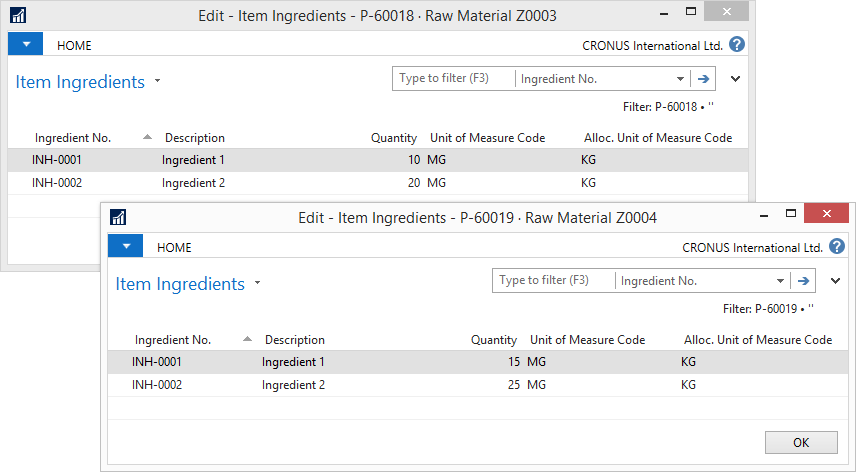 Edit - Item Ingredients - P-60018 · Raw Material Z0003
HOME CRONUS International Ltd. ?
Item Ingredients Type to filter (F3) Ingredient No.
Filter: P-60018 • ''
Ingredient No. Description Quantity Unit of Measure Code Alloc. Unit of Measure Code
INH-0001 Ingredient 1 10 MG KG
INH-0002 Ingredient 2 20 MG KG
Edit - Item Ingredients - P-60019 · Raw Material Z0004
HOME CRONUS International Ltd. ?
Item Ingredients Type to filter (F3) Ingredient No.
Filter: P-60019 • ''
Ingredient No. Description Quantity Unit of Measure Code Alloc. Unit of Measure Code
INH-0001 Ingredient 1 15 MG KG
INH-0002 Ingredient 2 25 MG KG
OK